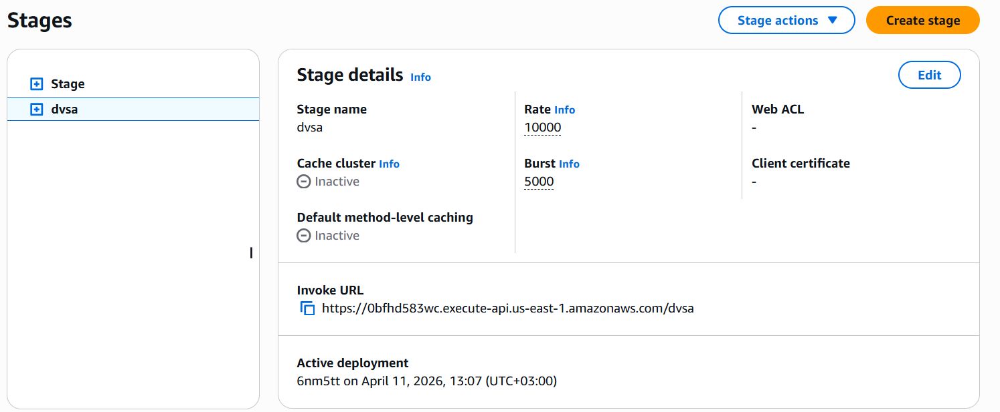 Stages
Stage actions
Create stage
Stage
dvsa
Stage details Info
Edit
Stage name
dvsa
Rate Info
10000
Web ACL
-
Cache cluster Info
Inactive
Burst Info
5000
Client certificate
-
Default method-level caching
Inactive
Invoke URL
https://0bfhd583wc.execute-api.us-east-1.amazonaws.com/dvsa
Active deployment
6nm5tt on April 11, 2026, 13:07 (UTC+03:00)